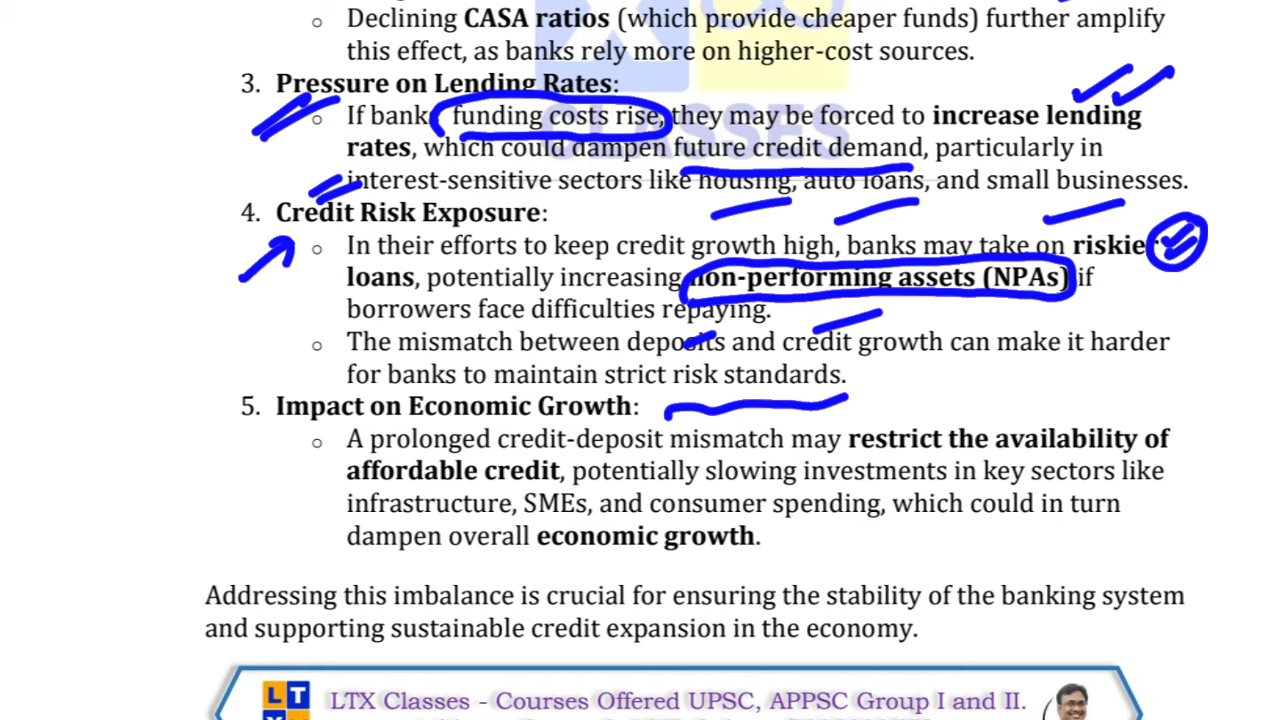 o Declining CASA ratios (which provide cheaper funds) further amplify
this effect, as banks rely more on higher-cost sources.
3. Pressure on Lending Rates:
o If banks' funding costs rise, they may be forced to increase lending
rates, which could dampen future credit demand, particularly in
interest-sensitive sectors like housing, auto loans, and small businesses.
4. Credit Risk Exposure:
o In their efforts to keep credit growth high, banks may take on riskier
loans, potentially increasing non-performing assets (NPAs) if
borrowers face difficulties repaying.
o The mismatch between deposits and credit growth can make it harder
for banks to maintain strict risk standards.
5. Impact on Economic Growth:
o A prolonged credit-deposit mismatch may restrict the availability of
affordable credit, potentially slowing investments in key sectors like
infrastructure, SMEs, and consumer spending, which could in turn
dampen overall economic growth.
Addressing this imbalance is crucial for ensuring the stability of the banking system
and supporting sustainable credit expansion in the economy.
CLASSES
LT
LTX Classes - Courses Offered UPSC, APPSC Group I and II.